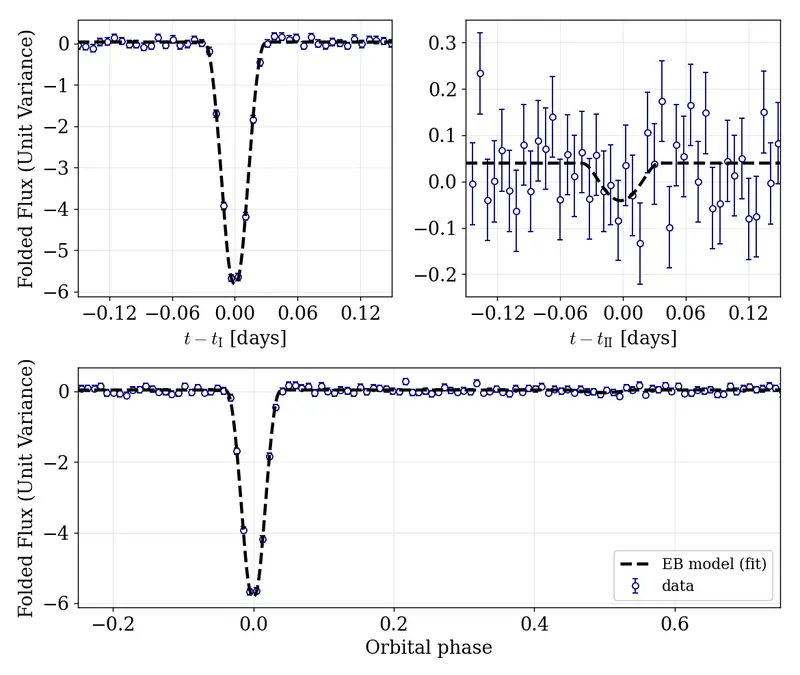 Folded Flux (Unit Variance)
0
−1
−2
−3
−4
−5
−6
−0.12 −0.06 0.00 0.06 0.12
t − tI [days]
0.3
0.2
0.1
0.0
−0.1
−0.2
−0.12 −0.06 0.00 0.06 0.12
t − tII [days]
Folded Flux (Unit Variance)
0
−2
−4
−6
EB model (fit)
data
−0.2 0.0 0.2 0.4 0.6
Orbital phase